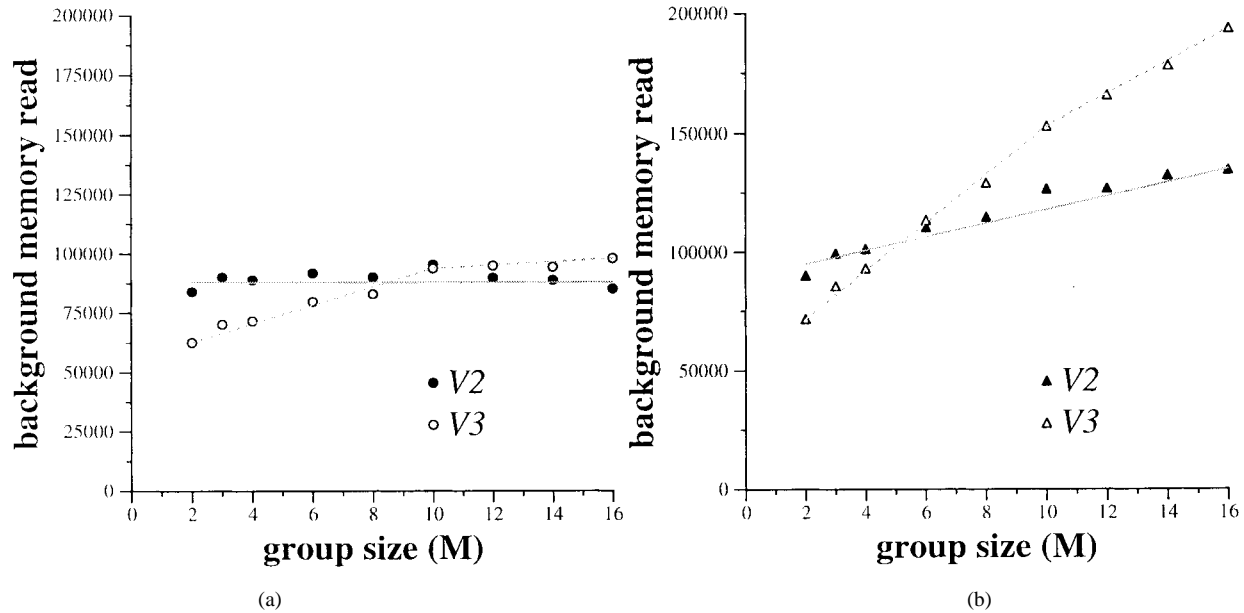 200000
175000
150000
125000
100000
75000
50000
25000
0
background memory read
0 2 4 6 8 10 12 14 16
group size (M)
V2
V3
(a)
200000
150000
100000
50000
0
background memory read
0 2 4 6 8 10 12 14 16
group size (M)
V2
V3
(b)